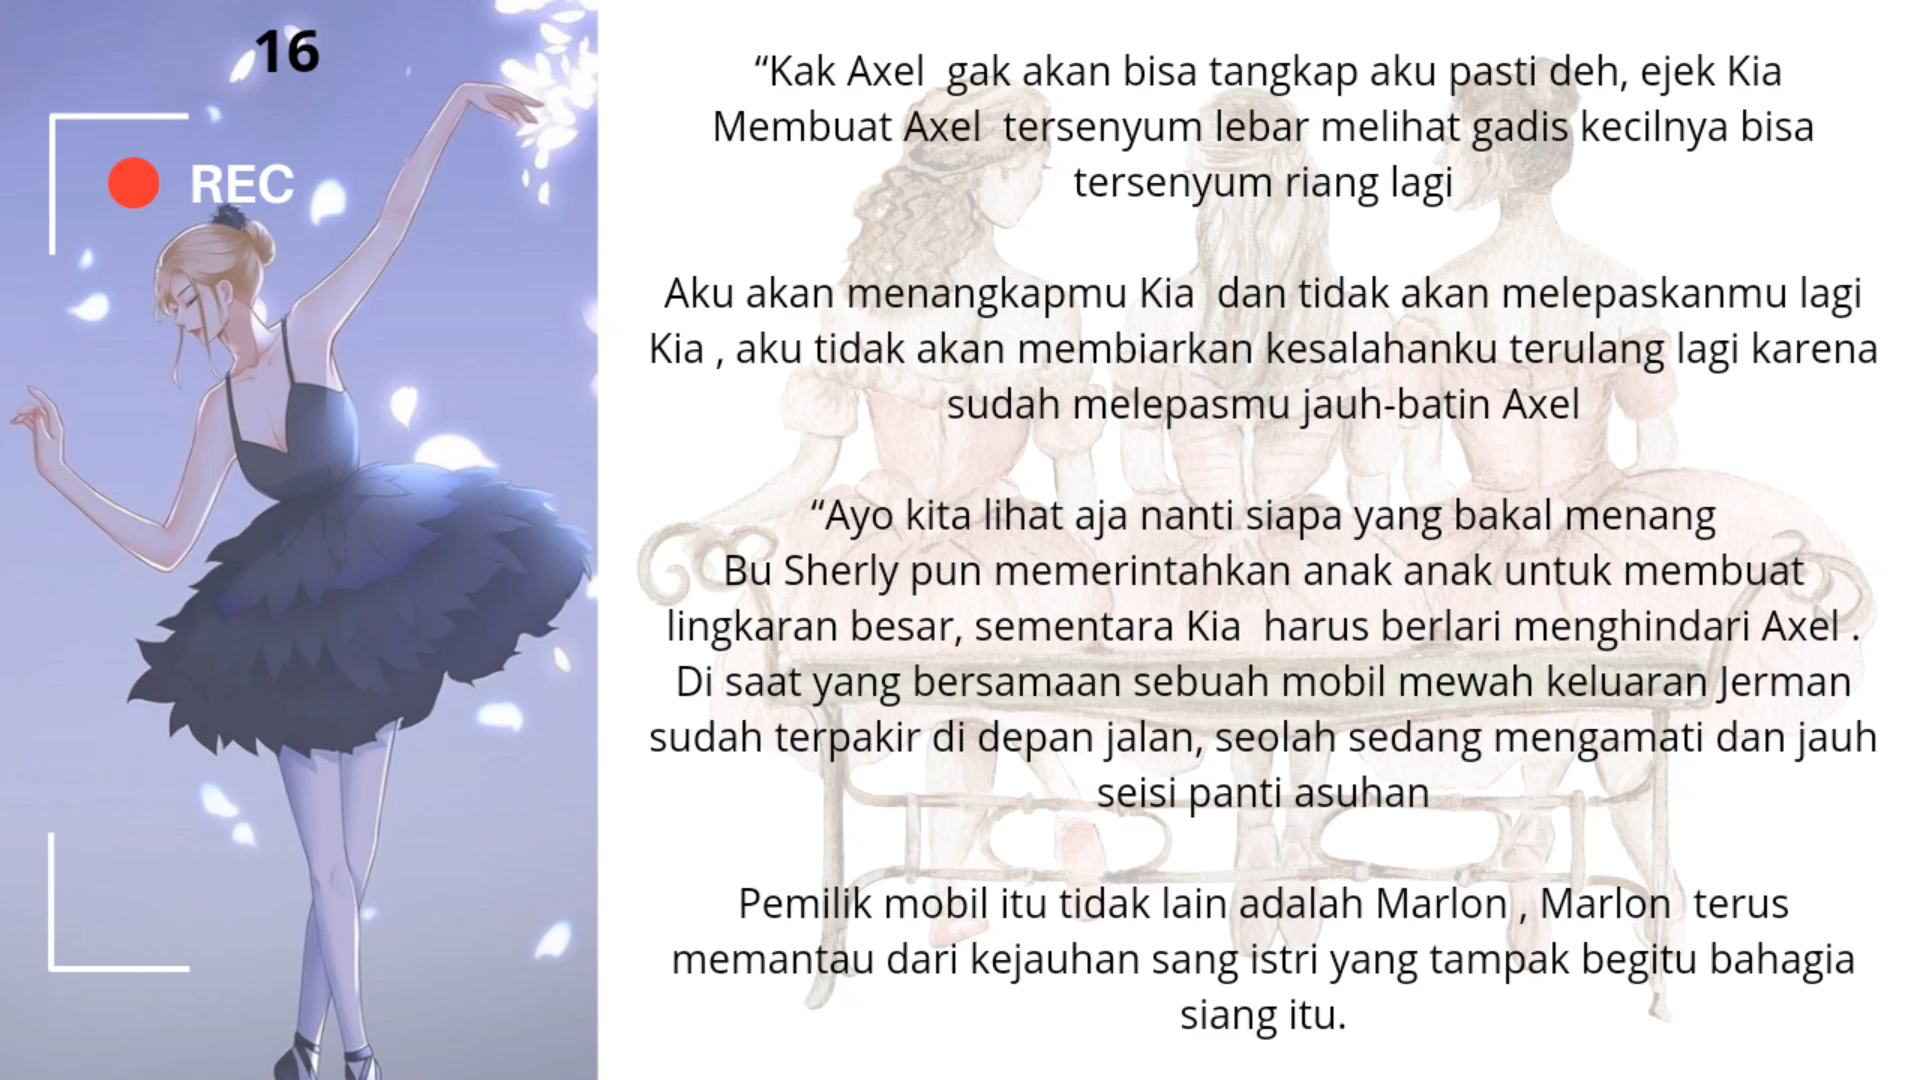 16
REC
“Kak Axel  gak akan bisa tangkap aku pasti deh, ejek Kia
Membuat Axel  tersenyum lebar melihat gadis kecilnya bisa
tersenyum riang lagi
Aku akan menangkapmu Kia  dan tidak akan melepaskanmu lagi
Kia , aku tidak akan membiarkan kesalahanku terulang lagi karena
sudah melepasmu jauh-batin Axel
“Ayo kita lihat aja nanti siapa yang bakal menang
Bu Sherly pun memerintahkan anak anak untuk membuat
lingkaran besar, sementara Kia  harus berlari menghindari Axel .
Di saat yang bersamaan sebuah mobil mewah keluaran Jerman
sudah terpakir di depan jalan, seolah sedang mengamati dan jauh
seisi panti asuhan
Pemilik mobil itu tidak lain adalah Marlon , Marlon  terus
memantau dari kejauhan sang istri yang tampak begitu bahagia
siang itu.